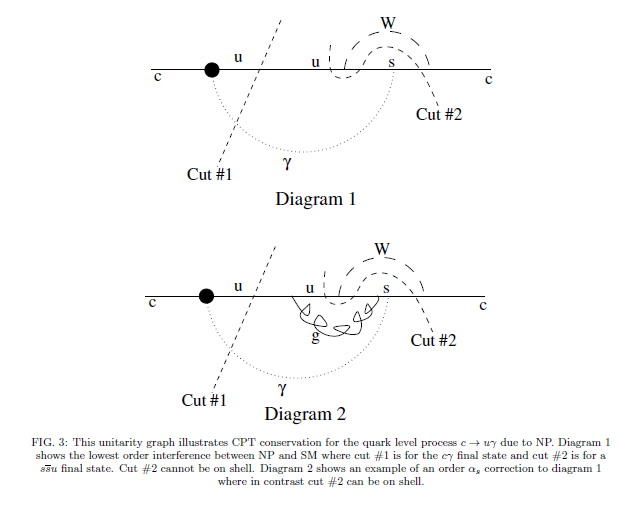 W
u
u
s
c
c
Cut #2
γ
Cut #1
Diagram 1
W
u
u
s
c
c
g
Cut #2
γ
Cut #1
Diagram 2
FIG. 3: This unitarity graph illustrates CPT conservation for the quark level process c → uγ due to NP. Diagram 1
shows the lowest order interference between NP and SM where cut #1 is for the cγ final state and cut #2 is for a
ss̅u final state. Cut #2 cannot be on shell. Diagram 2 shows an example of an order αs correction to diagram 1
where in contrast cut #2 can be on shell.